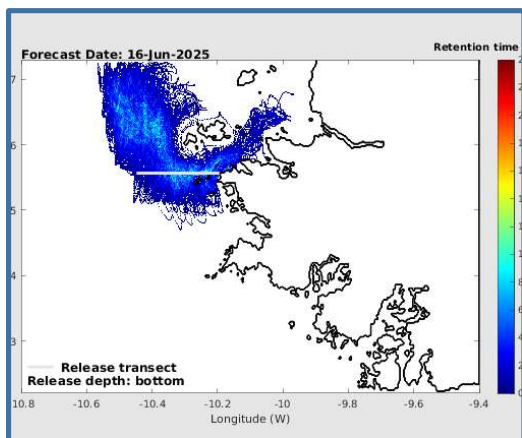 Forecast Date: 16-Jun-2025
Retention time
Release transect
Release depth: bottom
10.8 -10.6 -10.4 -10.2 -10 -9.8 -9.6 -9.4
Longitude (W)